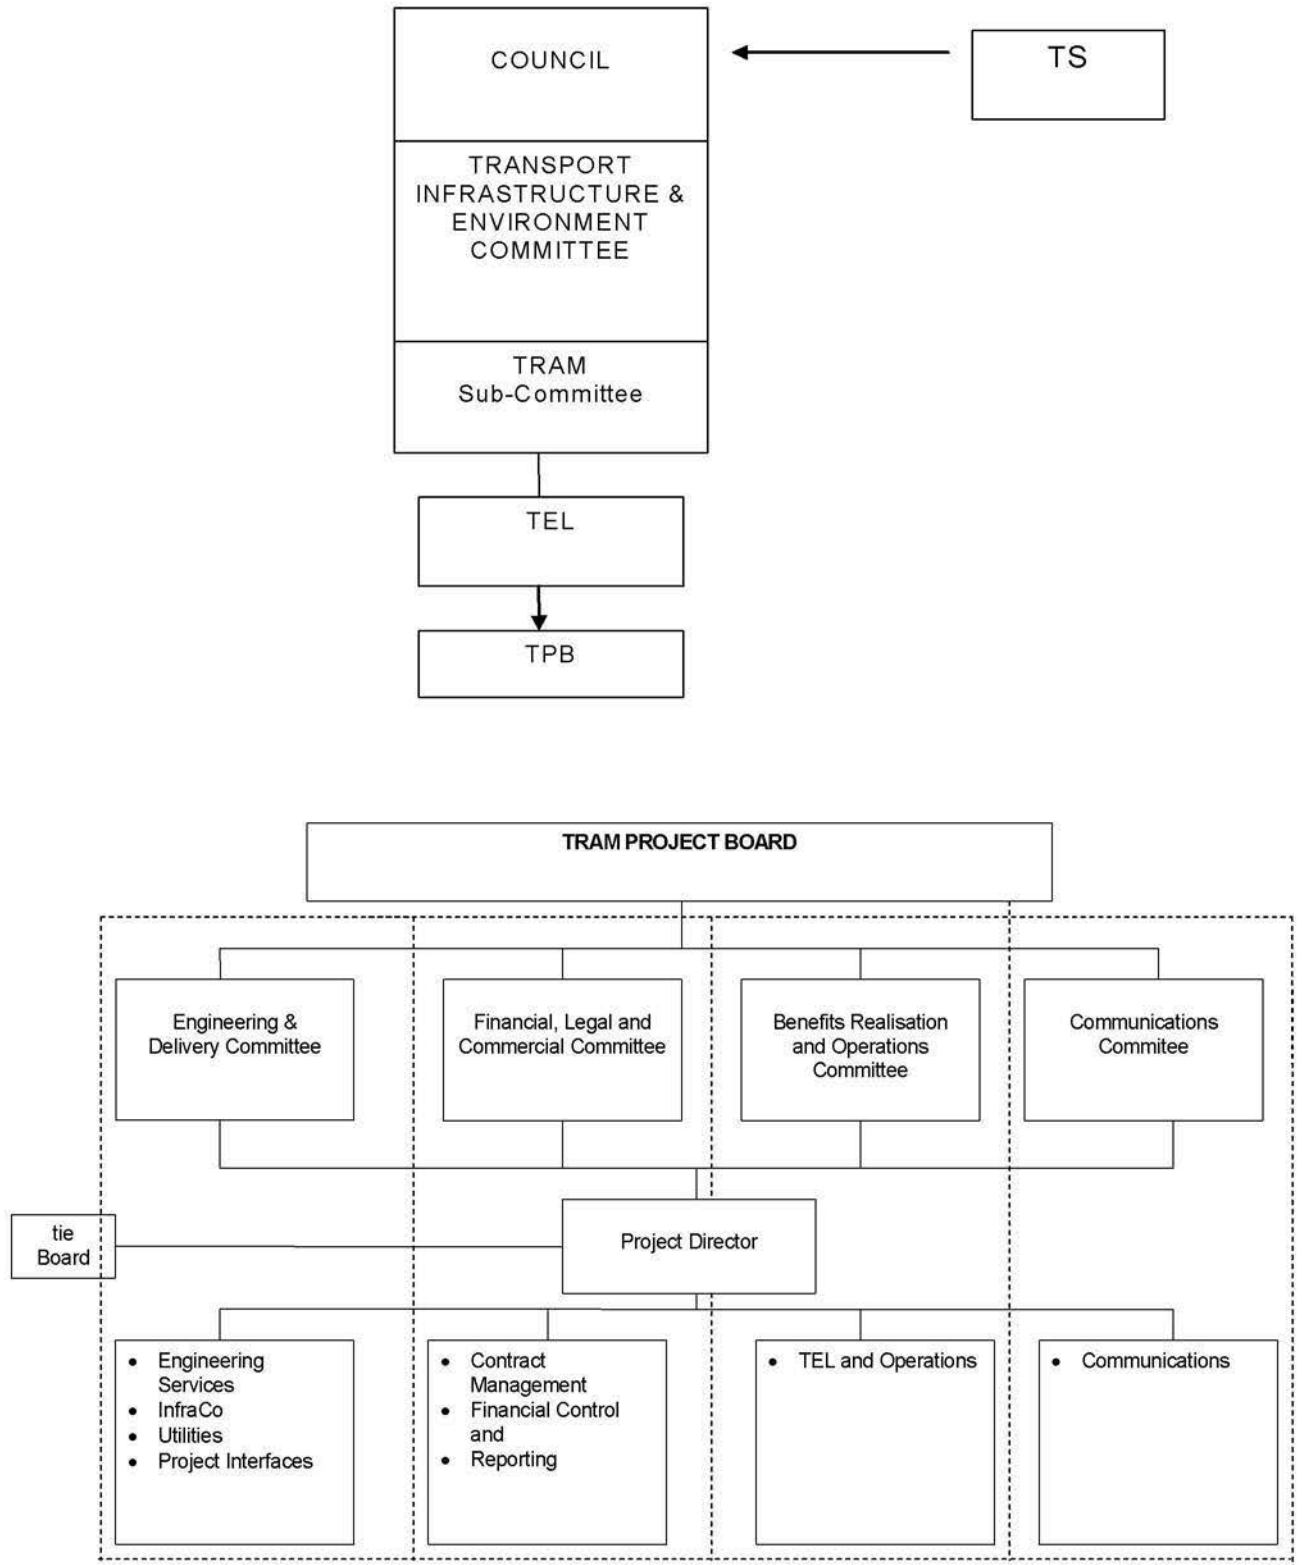 COUNCIL
TS
TRANSPORT
INFRASTRUCTURE &
ENVIRONMENT
COMMITTEE
TRAM
Sub-Committee
TEL
TPB
TRAM PROJECT BOARD
Engineering &
Delivery Committee
Financial, Legal and
Commercial Committee
Benefits Realisation
and Operations
Committee
Communications
Commitee
tie
Board
Project Director
• Engineering
Services
• InfraCo
• Utilities
• Project Interfaces
• Contract
Management
• Financial Control
and
• Reporting
• TEL and Operations
• Communications